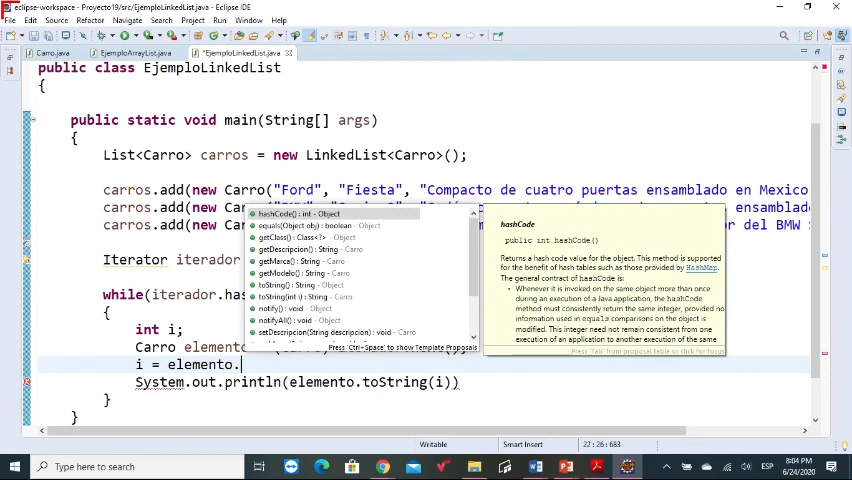 eclipse-workspace - Proyecto19/src/EjemploLinkedList.java - Eclipse IDE
File Edit Source Refactor Navigate Search Project Run Window Help
Carro.java EjemploArrayList.java *EjemploLinkedList.java
public class EjemploLinkedList
{
public static void main(String[] args)
{
List<Carro> carros = new LinkedList<Carro>();
carros.add(new Carro("Ford", "Fiesta", "Compacto de cuatro puertas ensamblado en Mexico
carros.add(new
carros.add(new
ensamblado
or del BMW S
Iterator iterador
while(iterador.has
{
int i;
Carro elemento
i = elemento.
System.out.println(elemento.toString(i))
}
}
hashCode() : int - Object
equals(Object obj) : boolean - Object
getClass() : Class<?> - Object
getDescripcion() : String - Carro
getMarca() : String - Carro
getModelo() : String - Carro
toString() : String - Carro
toString(int i) : String - Carro
notify() : void - Object
notifyAll() : void - Object
setDescripcion(String descripcion) : void - Carro
Press 'Ctrl+Space' to show Template Proposals
hashCode
public int hashCode()
Returns a hash code value for the object. This method is supported
for the benefit of hash tables such as those provided by HashMap.
The general contract of hashCode is:
• Whenever it is invoked on the same object more than once
during an execution of a Java application, the hashCode
method must consistently return the same integer, provided no
information used in equals comparisons on the object is
modified. This integer need not remain consistent from one
execution of an application to another execution of the same
Press 'Tab' from proposal table or click for focus
Writable Smart Insert 22 : 26 : 683
Type here to search
ESP
8:04 PM
6/24/2020